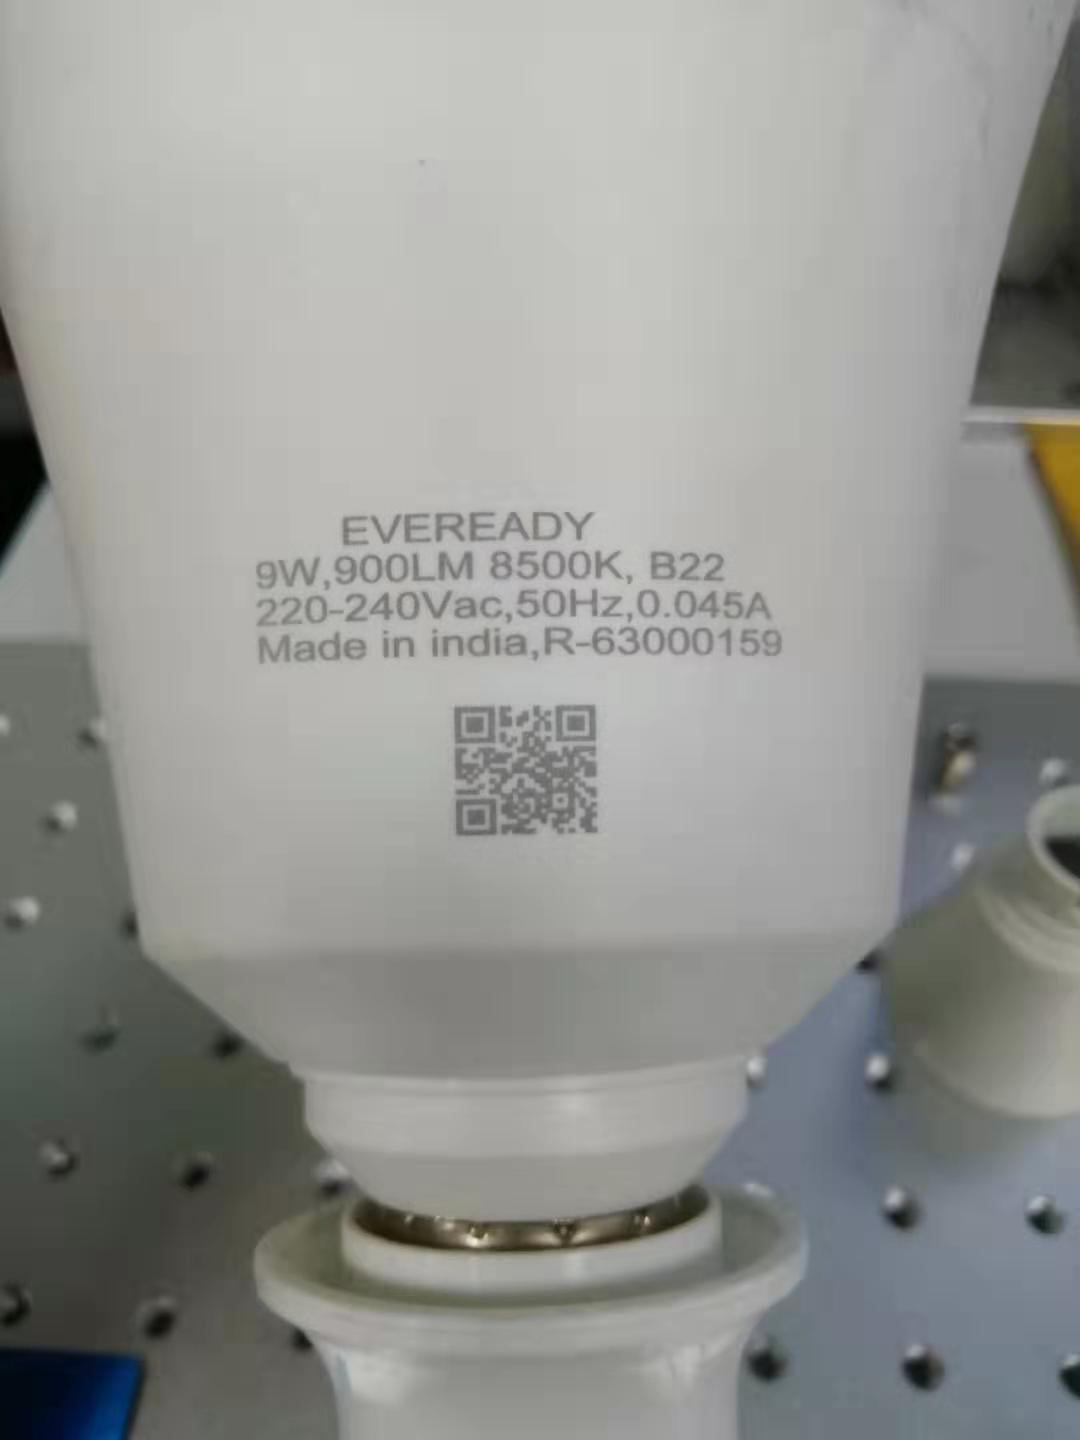 EVEREADY
9W,900LM 8500K, B22
220-240Vac,50Hz,0.045A
Made in india,R-63000159